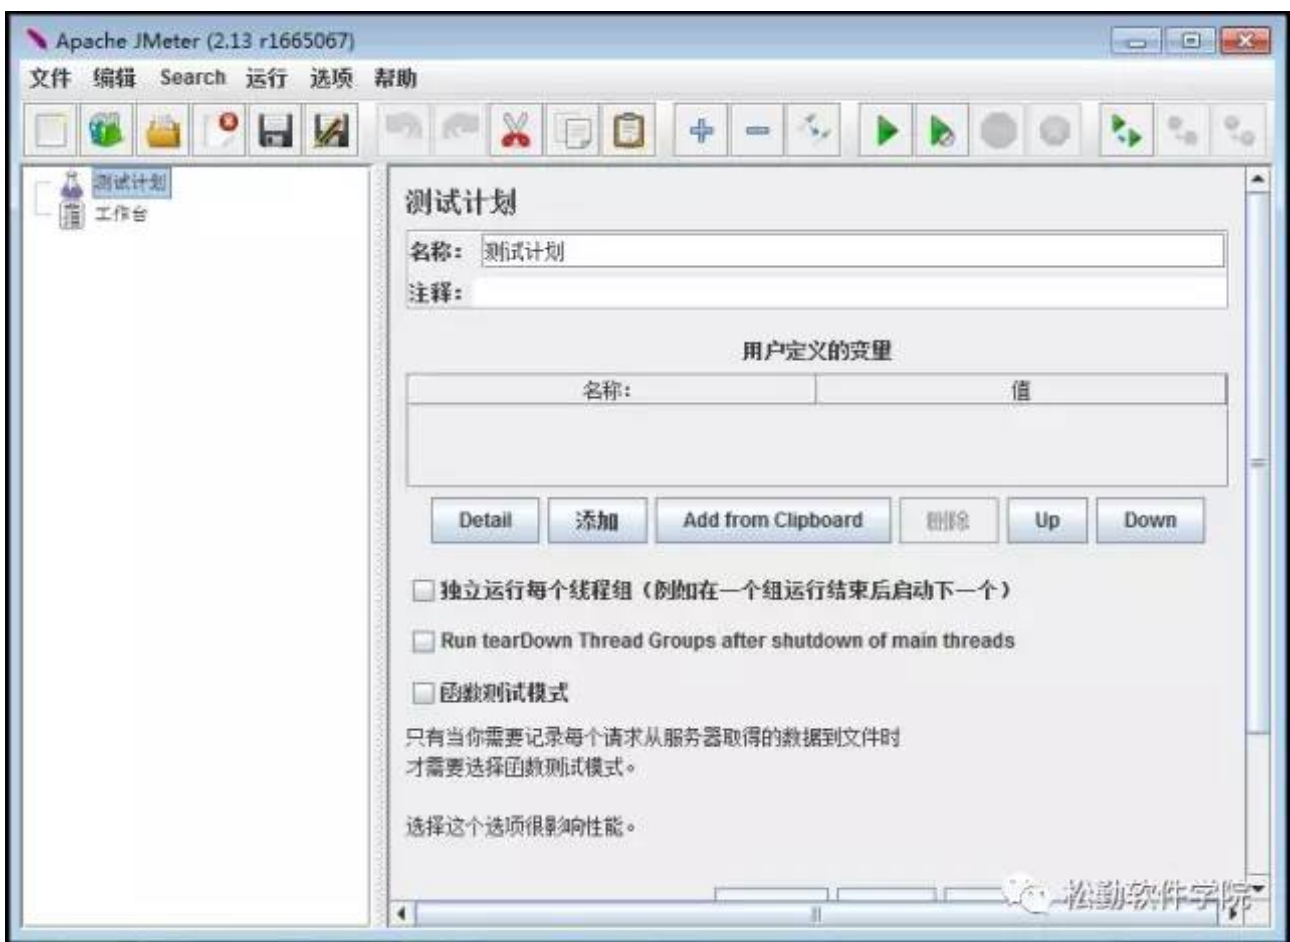 Apache JMeter (2.13 r1665067)
文件 编辑 Search 运行 选项 帮助
测试计划
工作台
测试计划
名称： 测试计划
注释：
用户定义的变量
名称： 值
Detail 添加 Add from Clipboard 删除 Up Down
独立运行每个线程组（例如在一个组运行结束后启动下一个）
Run tearDown Thread Groups after shutdown of main threads
函数测试模式
只有当你需要记录每个请求从服务器取得的数据到文件时
才需要选择函数测试模式。
选择这个选项很影响性能。
松勤软件学院